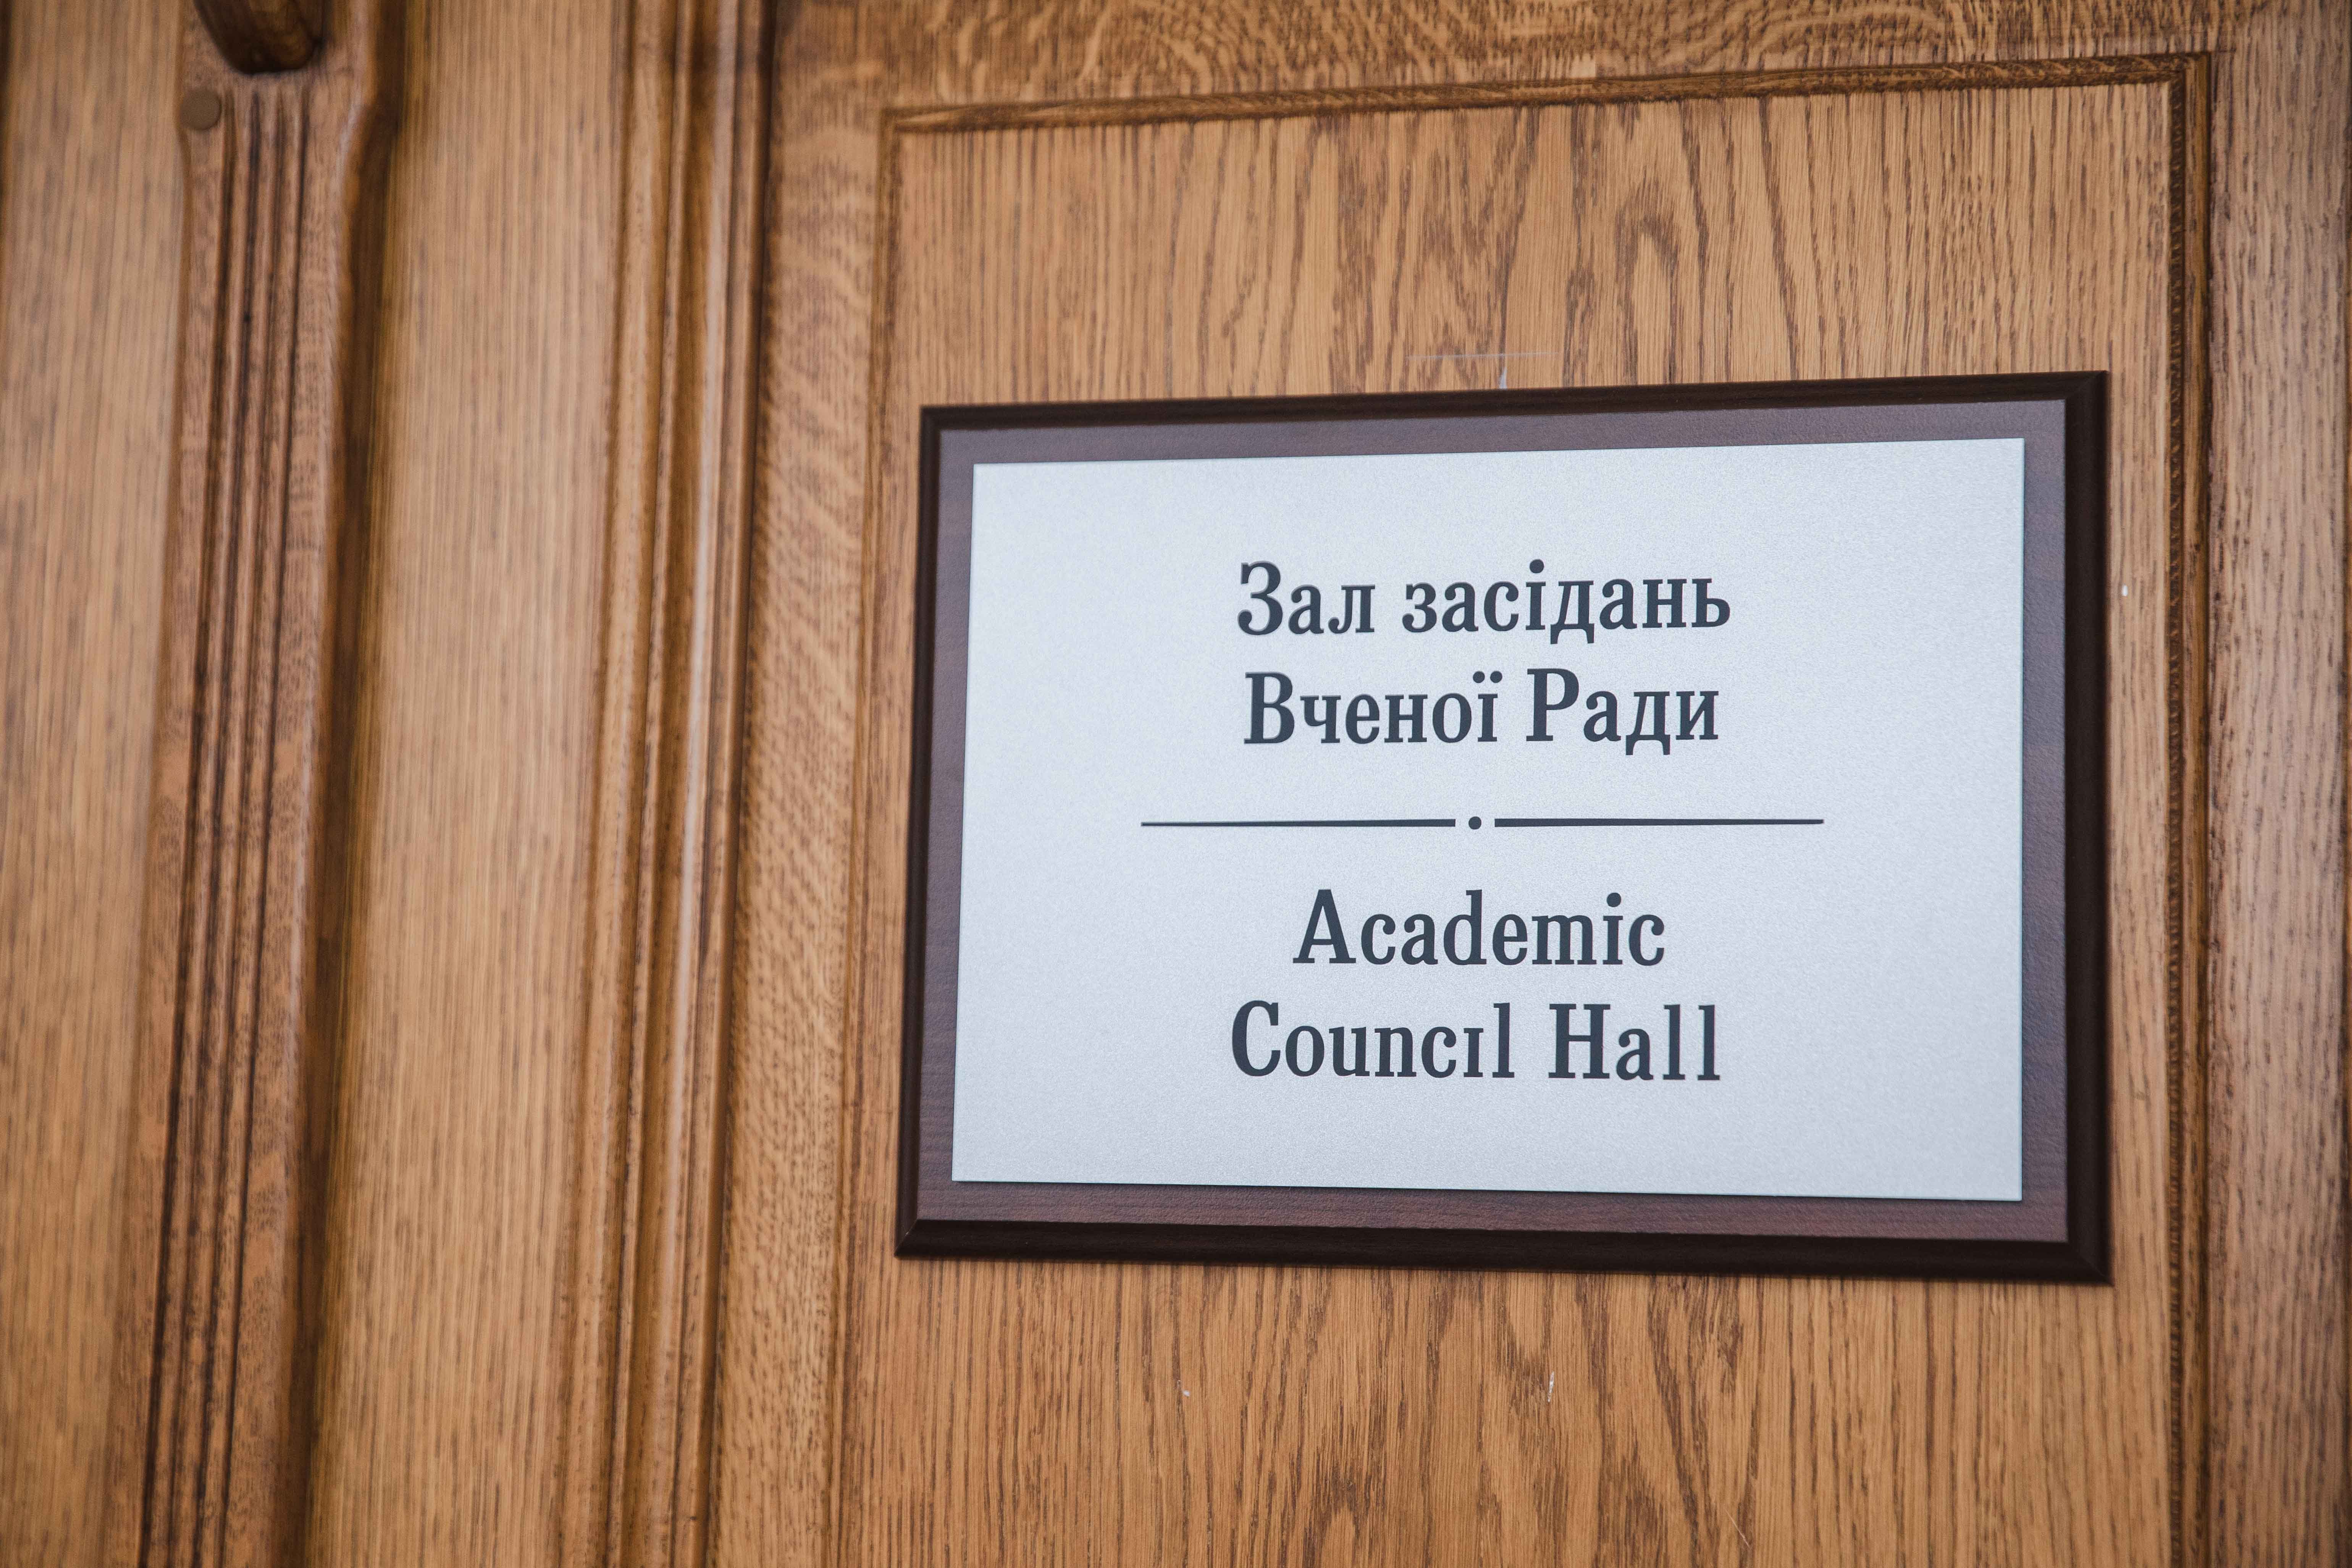 Зал засідань
Вченої Ради
Academic
Council Hall